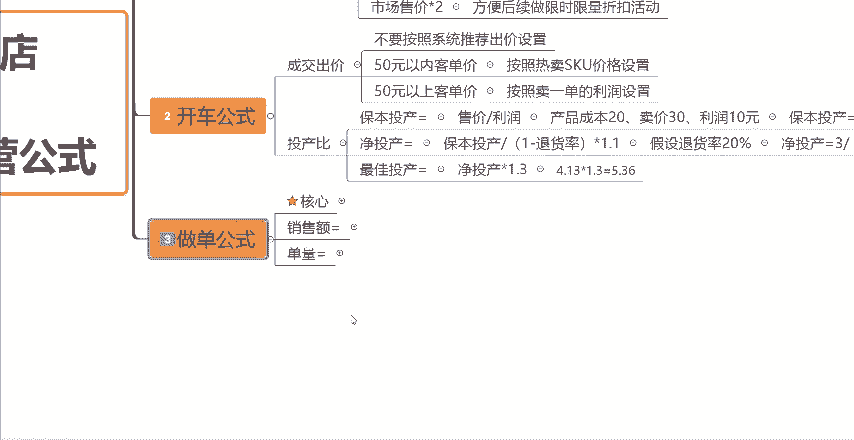 市场售价*2 方便后续做限时限量折扣活动
店
营公式
2 开车公式
成交出价
不要按照系统推荐出价设置
50元以内客单价 按照热卖SKU价格设置
50元以上客单价 按照卖一单的利润设置
投产比
保本投产= 售价/利润 产品成本20、卖价30、利润10元 保本投产=
净投产= 保本投产/（1-退货率）*1.1 假设退货率20% 净投产=3/
最佳投产= 净投产*1.3 4.13*1.3=5.36
3 做单公式
核心
销售额=
单量=